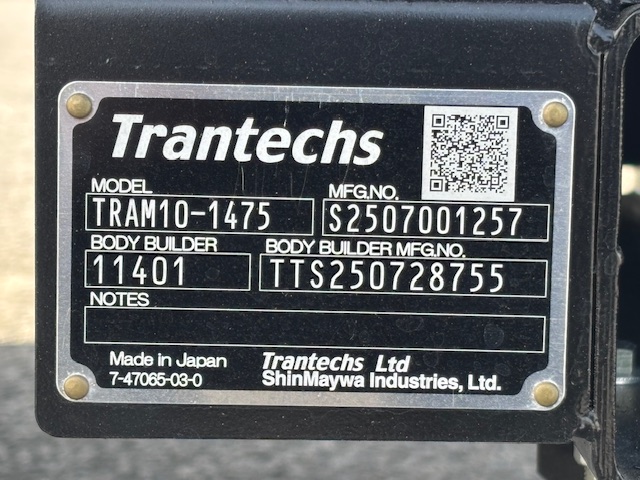 Trantechs
MODEL MFG.NO.
TRAM10-1475 S2507001257
BODY BUILDER BODY BUILDER MFG.NO.
11401 TTS250728755
NOTES
Made in Japan Trantechs Ltd
7-47065-03-0 ShinMaywa Industries, Ltd.